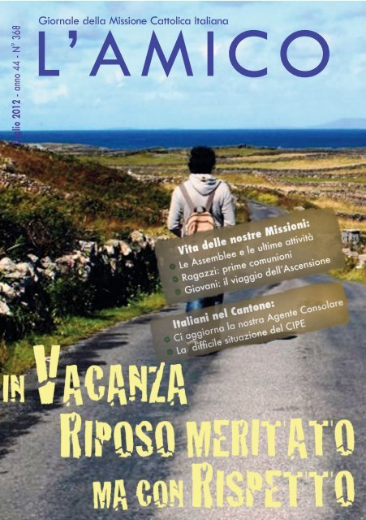 Giornale della Missione Cattolica Italiana
L'AMICO
2012 - anno 44 - N° 368
Vita delle nostre Missioni:
Le Assemblee e le ultime attività
Ragazzi: prime comunioni
Giovani: il viaggio dell'Ascensione
Italiani nel Cantone:
Ci aggiorna la nostra Agente Consolare
La difficile situazione del CIPE
IN VACANZA
RIPOSO MERITATO
MA CON RISPETTO